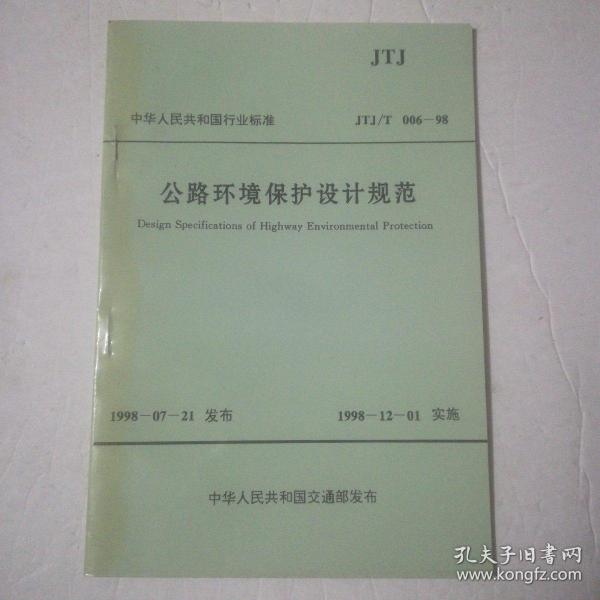 JTJ
中华人民共和国行业标准 JTJ/T 006—98
公路环境保护设计规范
Design Specifications of Highway Environmental Protection
1998—07—21 发布 1998—12—01 实施
中华人民共和国交通部发布
孔夫子旧书网
www.kongfz.com